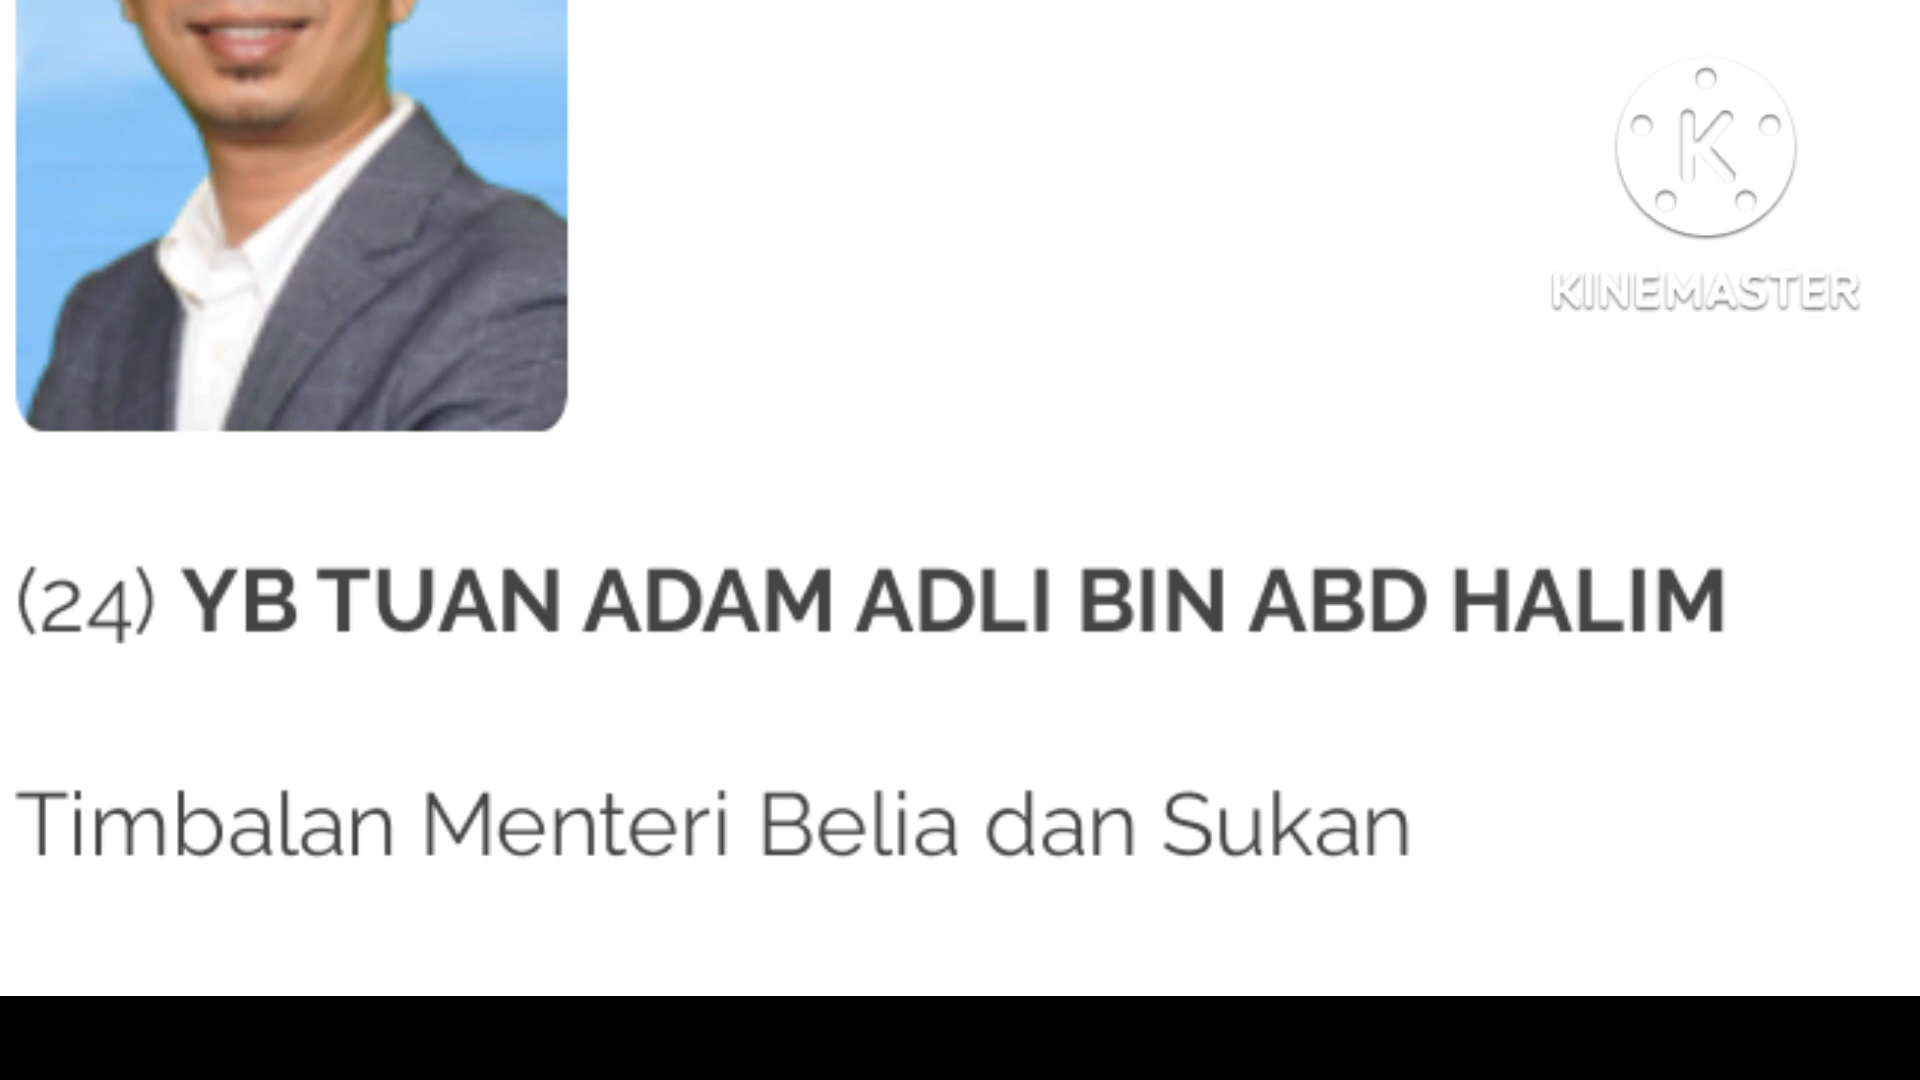 K
KINEMASTER
(24) YB TUAN ADAM ADLI BIN ABD HALIM
Timbalan Menteri Belia dan Sukan